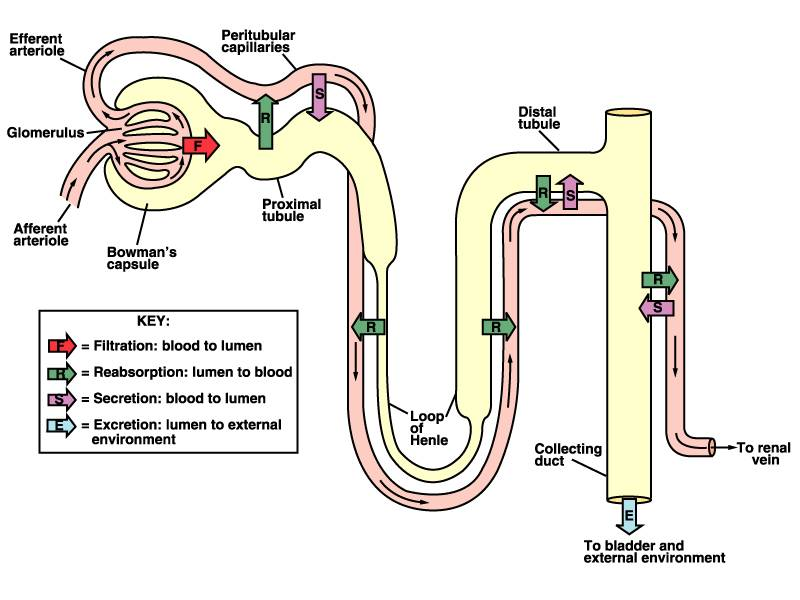 Efferent
arteriole
Peritubular
capillaries
Glomerulus
Afferent
arteriole
Bowman's
capsule
Proximal
tubule
Distal
tubule
F
R
S
R
S
R
R
R
S
KEY:
F = Filtration: blood to lumen
R = Reabsorption: lumen to blood
S = Secretion: blood to lumen
E = Excretion: lumen to external
environment
Loop
of
Henle
Collecting
duct
To renal
vein
E
To bladder and
external environment